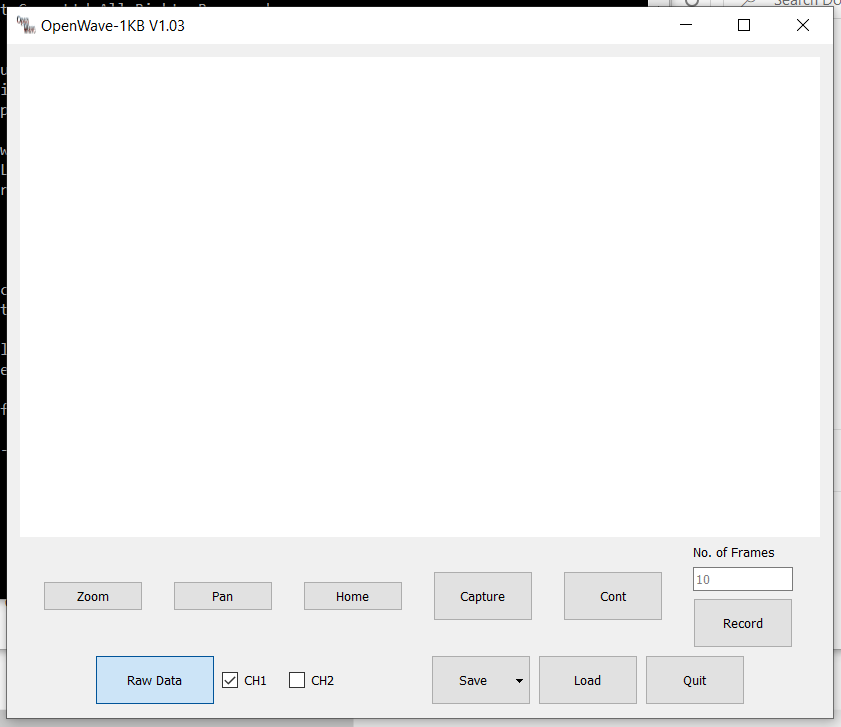 OpenWave-1KB V1.03
No. of Frames
10
Zoom
Pan
Home
Capture
Cont
Record
Raw Data
CH1
CH2
Save
Load
Quit